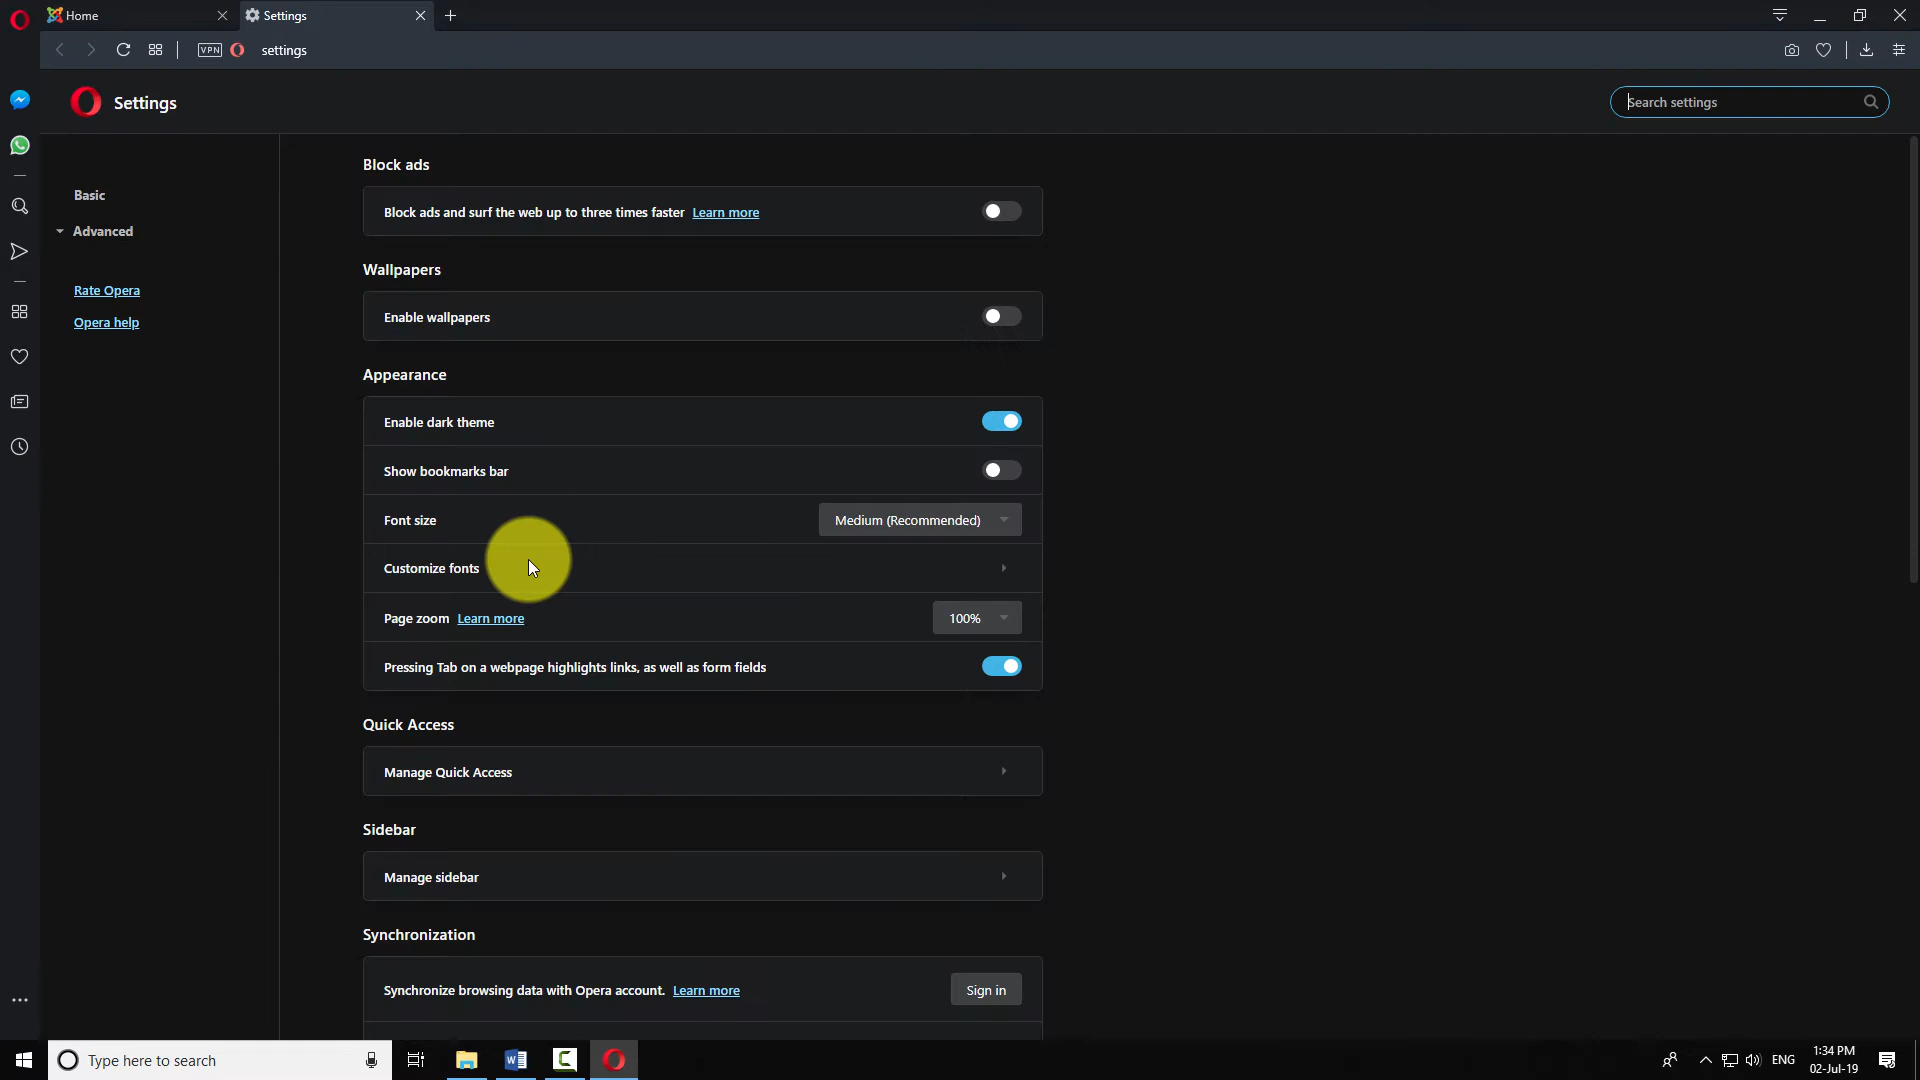 Home
Settings
VPN
settings
Settings
Search settings
Basic
Advanced
Rate Opera
Opera help
Block ads
Block ads and surf the web up to three times faster Learn more
Wallpapers
Enable wallpapers
Appearance
Enable dark theme
Show bookmarks bar
Font size
Medium (Recommended)
Customize fonts
Page zoom Learn more
100%
Pressing Tab on a webpage highlights links, as well as form fields
Quick Access
Manage Quick Access
Sidebar
Manage sidebar
Synchronization
Synchronize browsing data with Opera account. Learn more
Sign in
Type here to search
ENG
1:34 PM
02-Jul-19